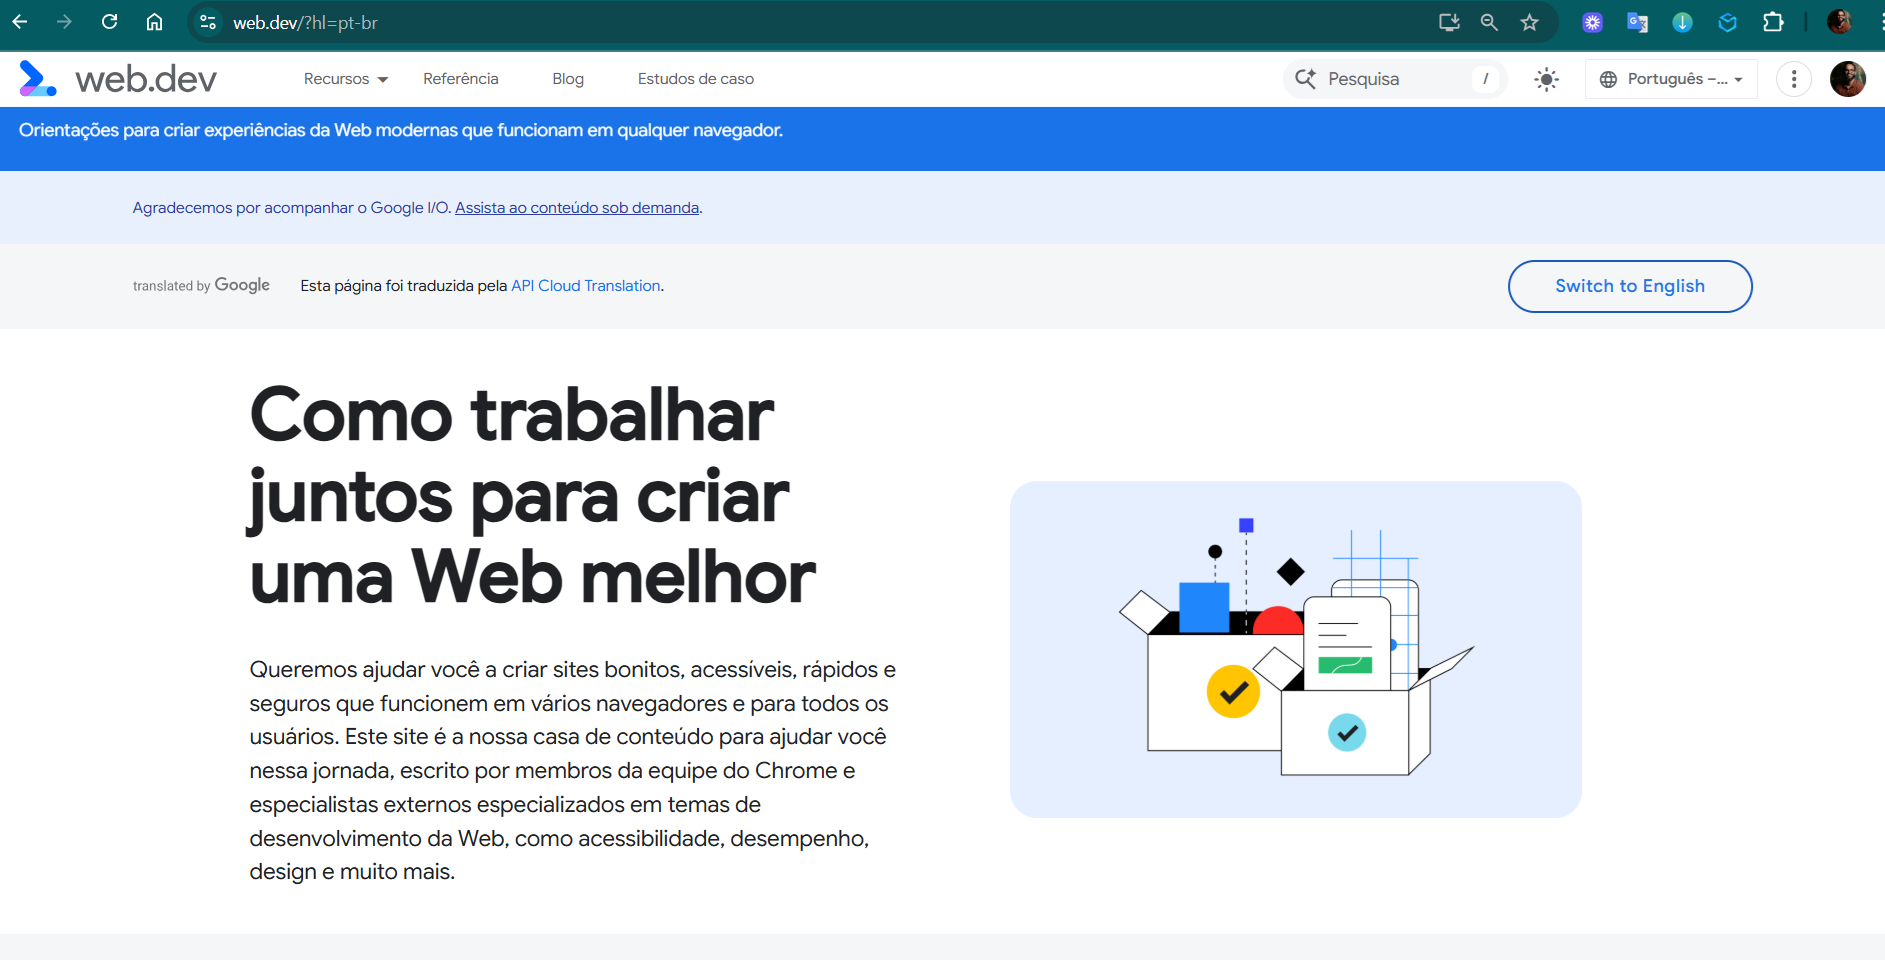 web.dev/?hl=pt-br
web.dev
Recursos Referência Blog Estudos de caso Pesquisa / Português –...
Orientações para criar experiências da Web modernas que funcionam em qualquer navegador.
Agradecemos por acompanhar o Google I/O. Assista ao conteúdo sob demanda.
translated by Google Esta página foi traduzida pela API Cloud Translation. Switch to English
Como trabalhar
juntos para criar
uma Web melhor
Queremos ajudar você a criar sites bonitos, acessíveis, rápidos e
seguros que funcionem em vários navegadores e para todos os
usuários. Este site é a nossa casa de conteúdo para ajudar você
nessa jornada, escrito por membros da equipe do Chrome e
especialistas externos especializados em temas de
desenvolvimento da Web, como acessibilidade, desempenho,
design e muito mais.